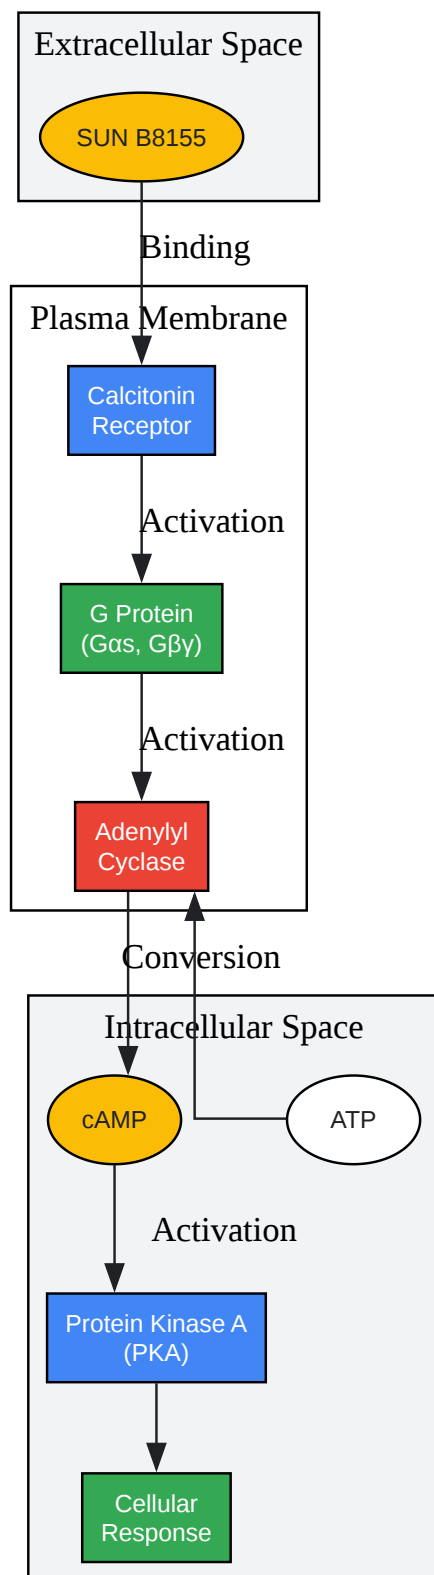 Extracellular Space
SUN B8155
Binding
Plasma Membrane
Calcitonin
Receptor
Activation
G Protein
(Gαs, Gβγ)
Activation
Adenylyl
Cyclase
Conversion
Intracellular Space
cAMP
ATP
Activation
Protein Kinase A
(PKA)
Cellular
Response